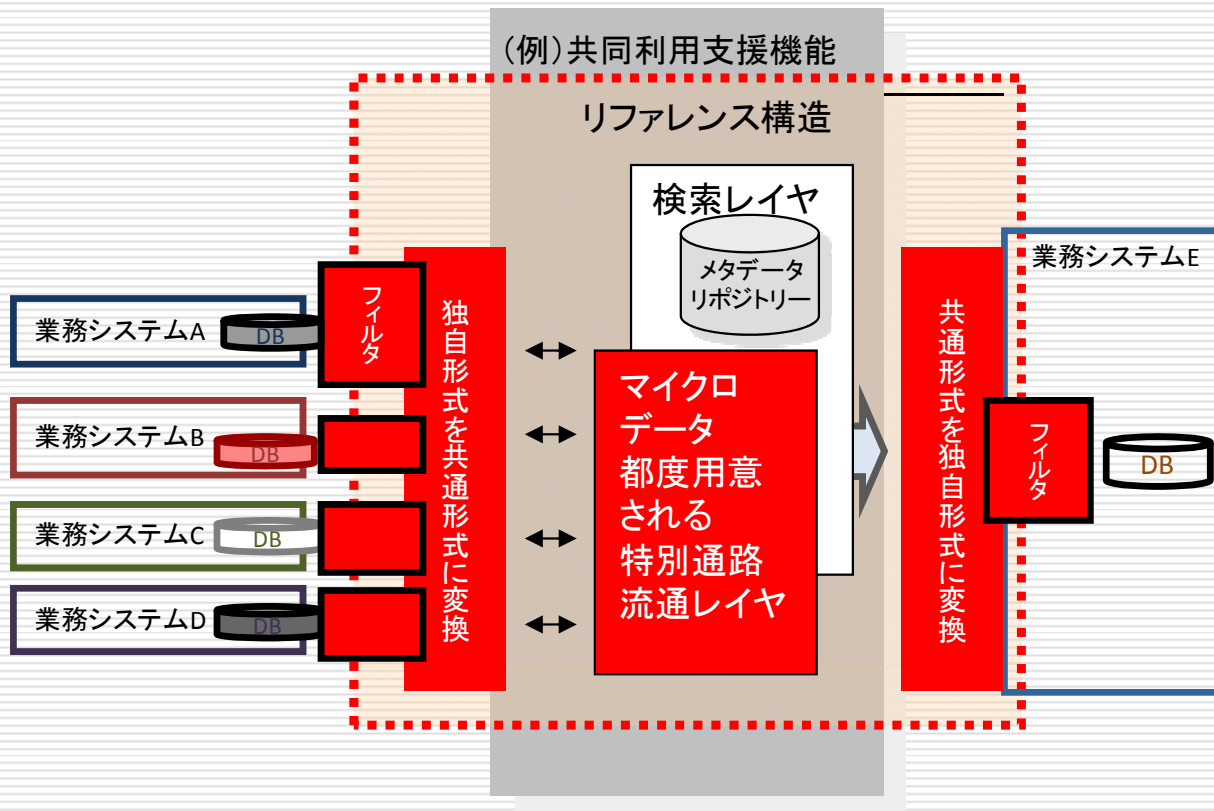 (例)共同利用支援機能
リファレンス構造
検索レイヤ
メタデータ
リポジトリー
業務システムE
業務システムA
DB
フィルタ
独自形式を共通形式に変換
マイクロ
データ
都度用意
される
特別通路
流通レイヤ
共通形式を独自形式に変換
フィルタ
DB
業務システムB
DB
業務システムC
DB
業務システムD
DB